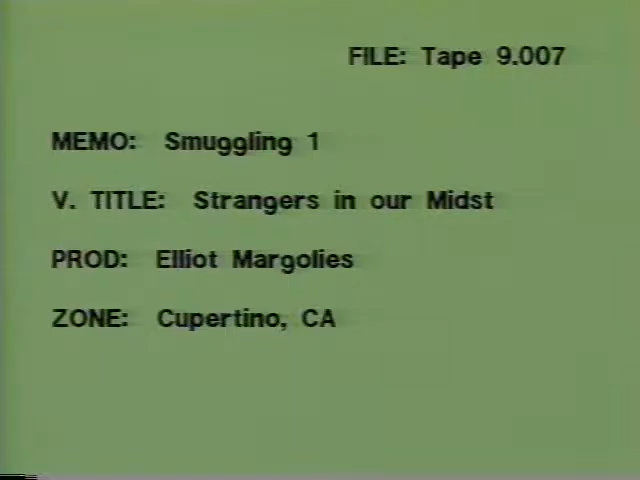 FILE: Tape 9.007
MEMO: Smuggling 1
V. TITLE: Strangers in our Midst
PROD: Elliot Margolies
ZONE: Cupertino, CA